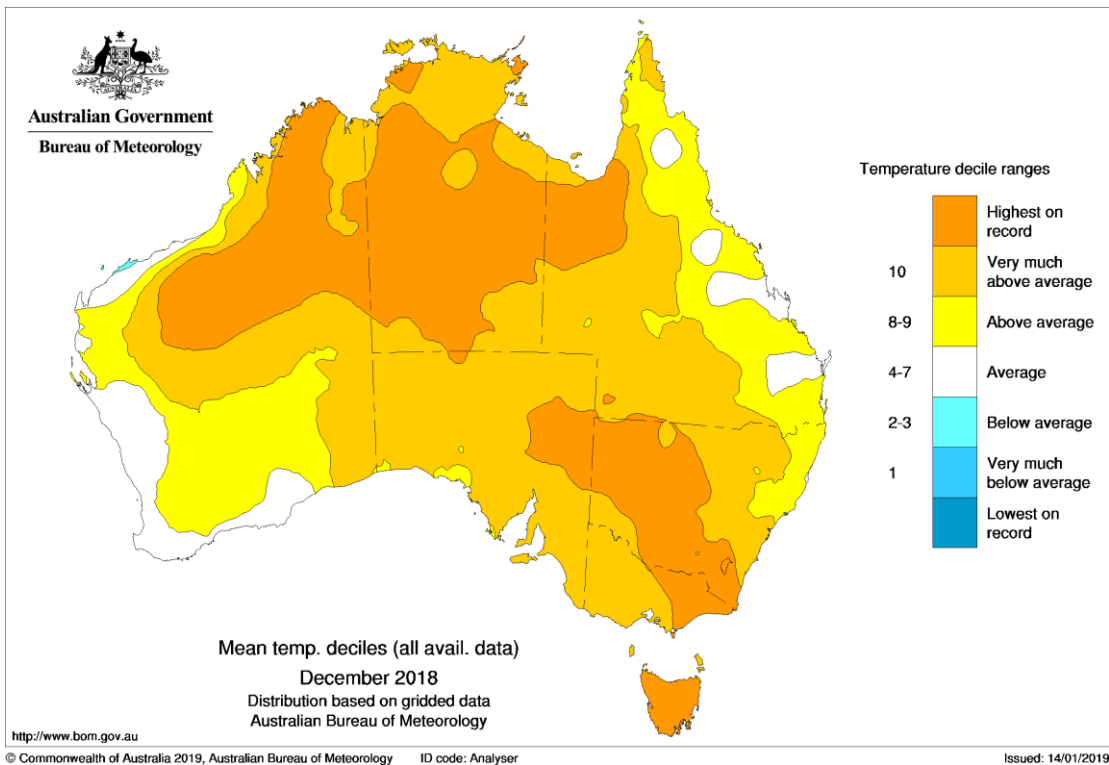 Australian Government
Bureau of Meteorology
Temperature decile ranges
Highest on
record
10
Very much
above average
8-9
Above average
4-7
Average
2-3
Below average
1
Very much
below average
Lowest on
record
Mean temp. deciles (all avail. data)
December 2018
Distribution based on gridded data
Australian Bureau of Meteorology
http://www.bom.gov.au
© Commonwealth of Australia 2019, Australian Bureau of Meteorology ID code: Analyser Issued: 14/01/2019